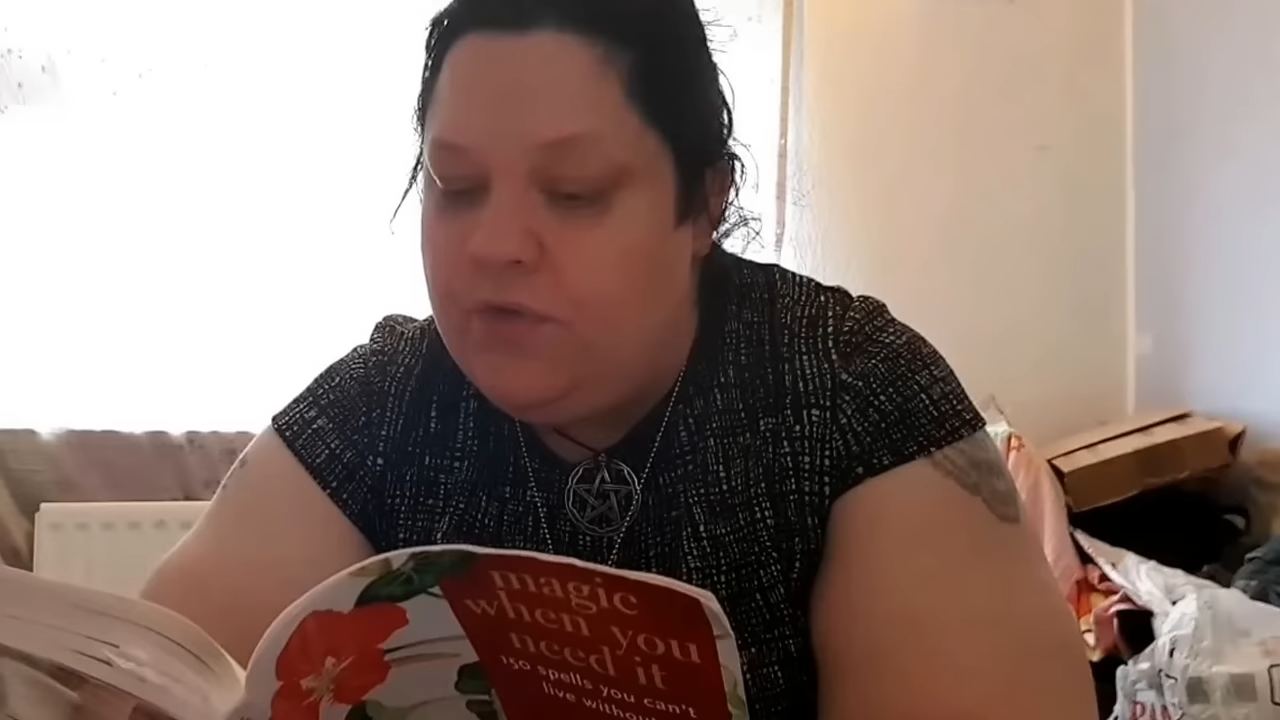 magic
when you
need it
150 spells you can't
live without